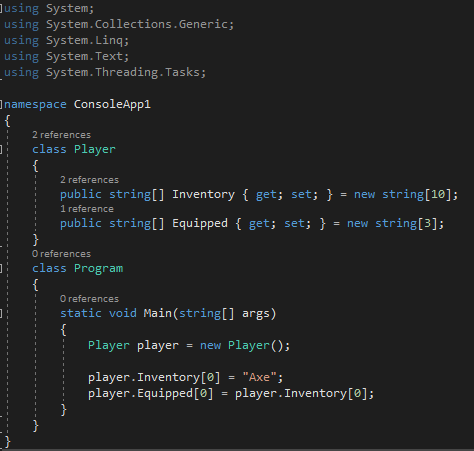 using System;
using System.Collections.Generic;
using System.Linq;
using System.Text;
using System.Threading.Tasks;
namespace ConsoleApp1
{
2 references
class Player
{
2 references
public string[] Inventory { get; set; } = new string[10];
1 reference
public string[] Equipped { get; set; } = new string[3];
}
0 references
class Program
{
0 references
static void Main(string[] args)
{
Player player = new Player();
player.Inventory[0] = "Axe";
player.Equipped[0] = player.Inventory[0];
}
}
}